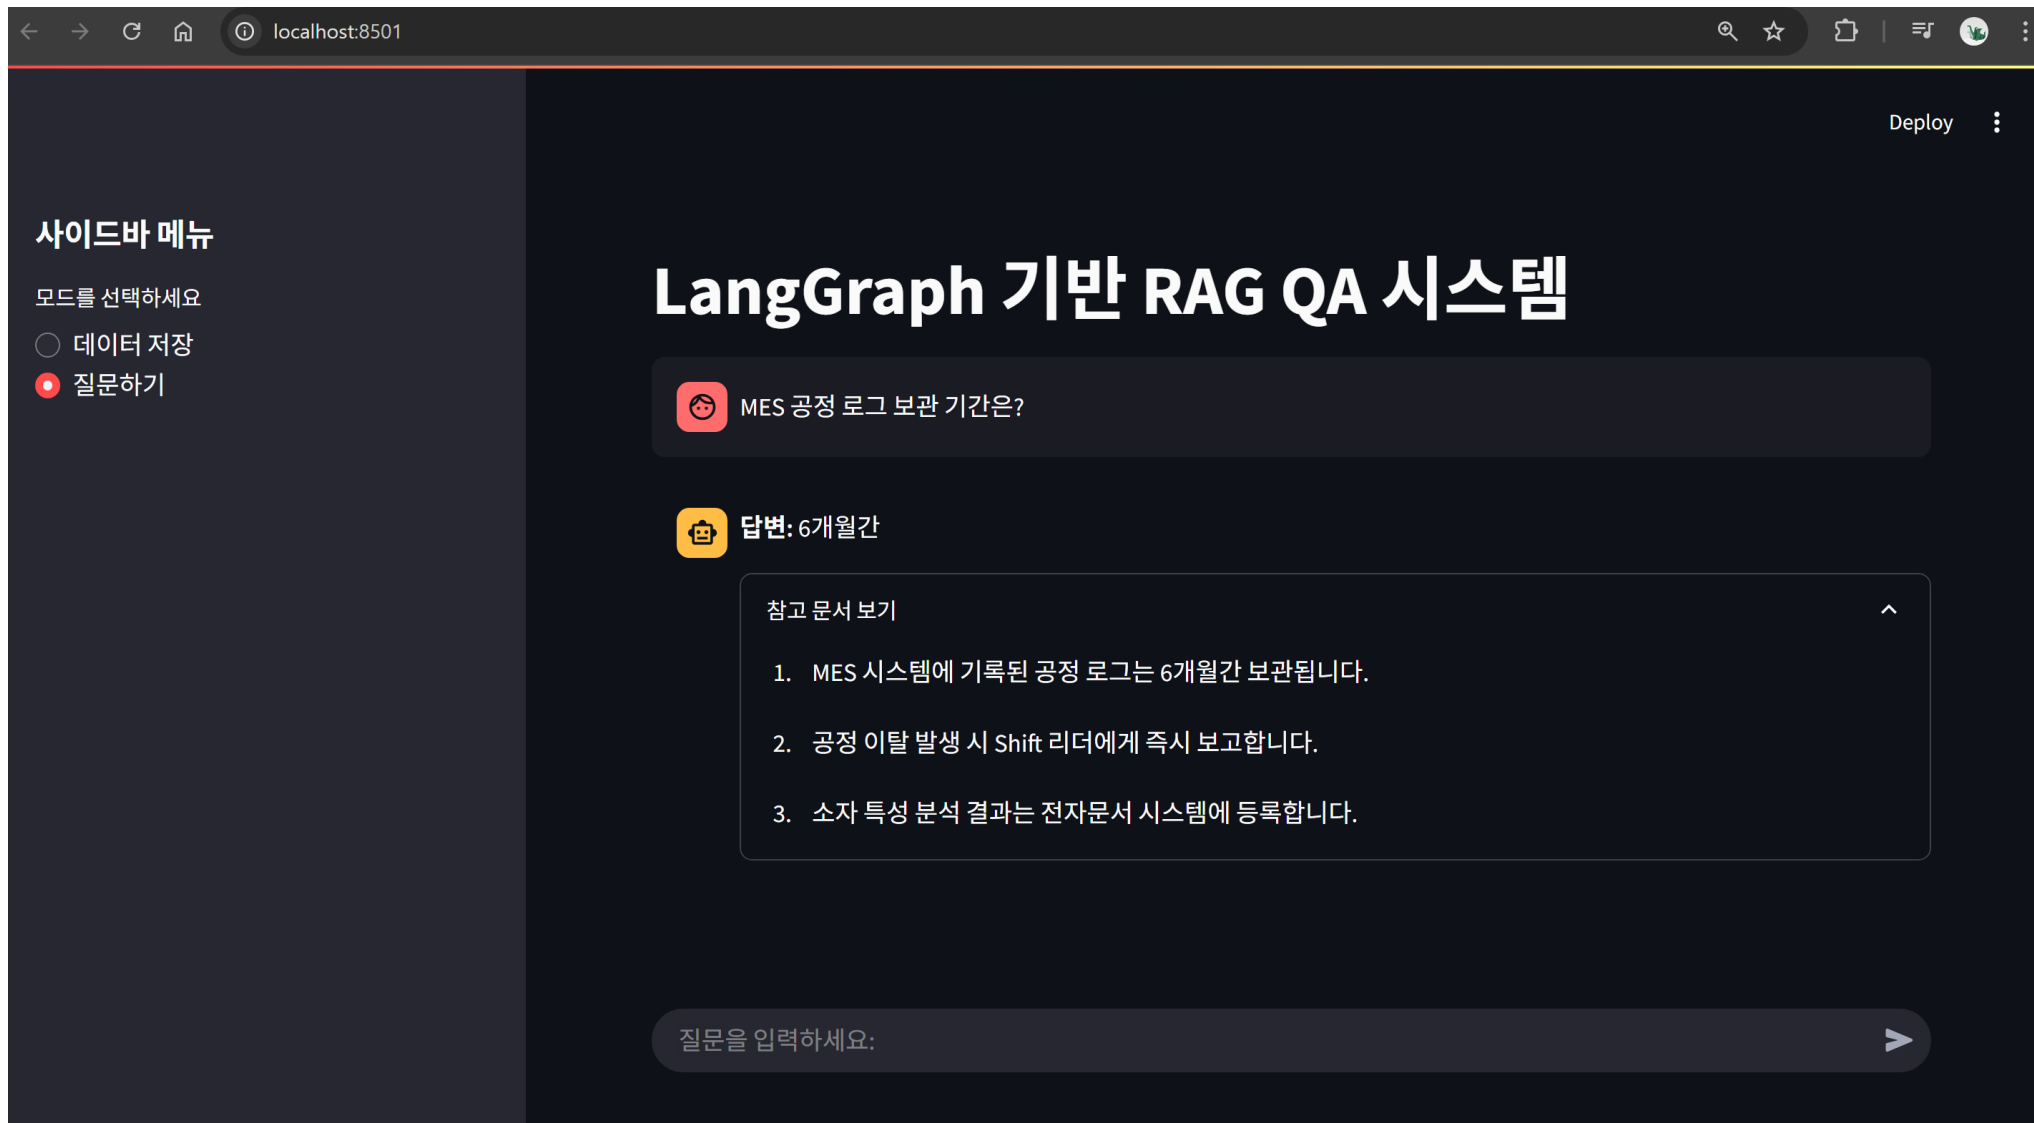 localhost:8501
Deploy
사이드바 메뉴
모드를 선택하세요
데이터 저장
질문하기
LangGraph 기반 RAG QA 시스템
MES 공정 로그 보관 기간은?
답변: 6개월간
참고 문서 보기
1. MES 시스템에 기록된 공정 로그는 6개월간 보관됩니다.
2. 공정 이탈 발생 시 Shift 리더에게 즉시 보고합니다.
3. 소자 특성 분석 결과는 전자문서 시스템에 등록합니다.
질문을 입력하세요: